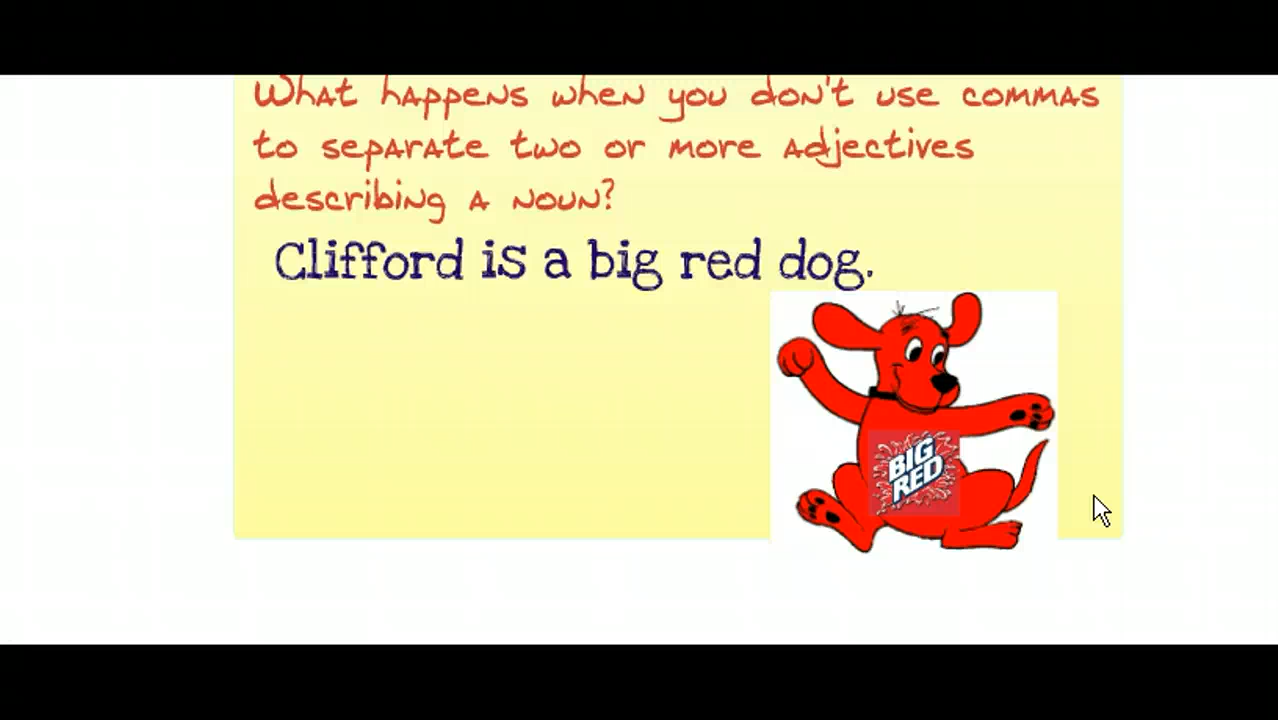 What happens when you don't use commas
to separate two or more adjectives
describing a noun?
Clifford is a big red dog.
BIG
RED